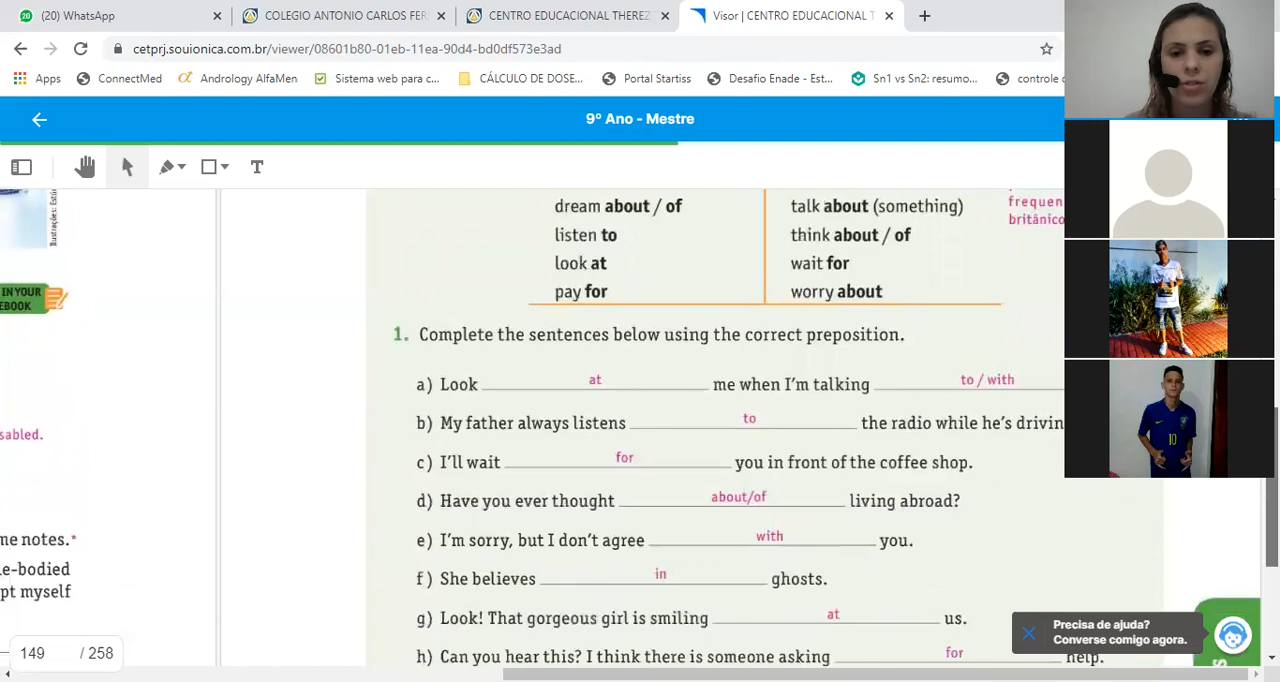 (20) WhatsApp
COLEGIO ANTONIO CARLOS FER
CENTRO EDUCACIONAL THEREZ
Visor | CENTRO EDUCACIONAL T
cetprj.souionica.com.br/viewer/08601b80-01eb-11ea-90d4-bd0df573e3ad
Apps ConnectMed Andrology AlfaMen Sistema web para c... CÁLCULO DE DOSE... Portal Startiss Desafio Enade - Est... Sn1 vs Sn2: resumo... controle
9º Ano - Mestre
dream about / of
listen to
look at
pay for
talk about (something)
think about / of
wait for
worry about
frequen
britânico
Ilustrações:
IN YOUR
EBOOK
sabled.
me notes.*
le-bodied
pt myself
1. Complete the sentences below using the correct preposition.
a) Look at me when I'm talking to / with
b) My father always listens to the radio while he's drivin
c) I'll wait for you in front of the coffee shop.
d) Have you ever thought about/of living abroad?
e) I'm sorry, but I don't agree with you.
f) She believes in ghosts.
g) Look! That gorgeous girl is smiling at us.
h) Can you hear this? I think there is someone asking for help.
149 / 258
Precisa de ajuda?
Converse comigo agora.
10